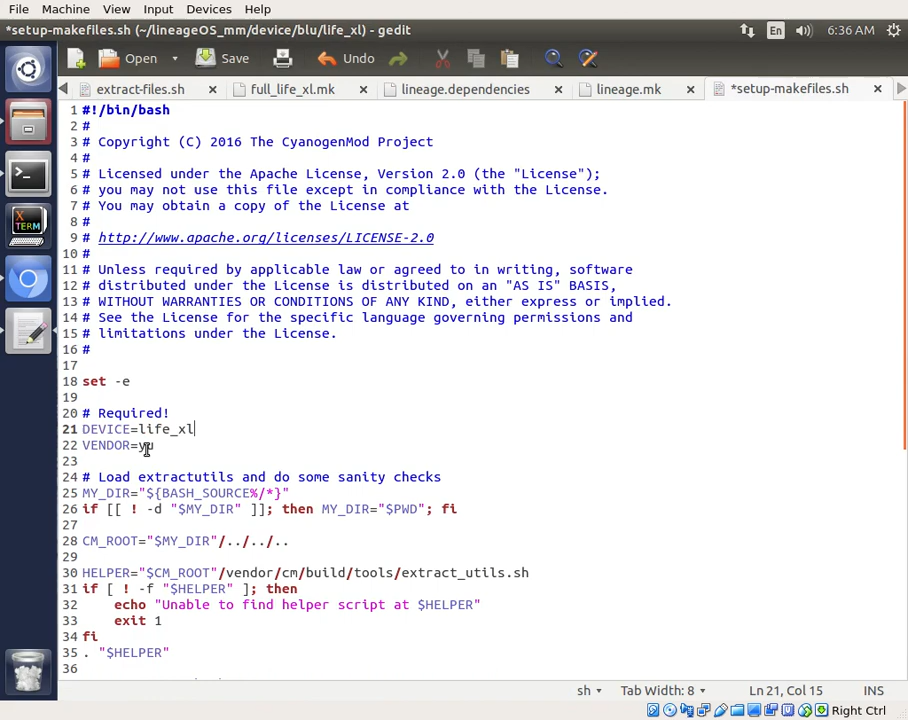 File Machine View Input Devices Help
*setup-makefiles.sh (~/lineageOS_mm/device/blu/life_xl) - gedit
En 6:36 AM
Open Save Undo
extract-files.sh full_life_xl.mk lineage.dependencies lineage.mk *setup-makefiles.sh
1 #!/bin/bash
2 #
3 # Copyright (C) 2016 The CyanogenMod Project
4 #
5 # Licensed under the Apache License, Version 2.0 (the "License");
6 # you may not use this file except in compliance with the License.
7 # You may obtain a copy of the License at
8 #
9 # http://www.apache.org/licenses/LICENSE-2.0
10 #
11 # Unless required by applicable law or agreed to in writing, software
12 # distributed under the License is distributed on an "AS IS" BASIS,
13 # WITHOUT WARRANTIES OR CONDITIONS OF ANY KIND, either express or implied.
14 # See the License for the specific language governing permissions and
15 # limitations under the License.
16 #
17
18 set -e
19
20 # Required!
21 DEVICE=life_xl
22 VENDOR=yu
23
24 # Load extractutils and do some sanity checks
25 MY_DIR="${BASH_SOURCE%/*}"
26 if [[ ! -d "$MY_DIR" ]]; then MY_DIR="$PWD"; fi
27
28 CM_ROOT="$MY_DIR"/../../..
29
30 HELPER="$CM_ROOT"/vendor/cm/build/tools/extract_utils.sh
31 if [ ! -f "$HELPER" ]; then
32 echo "Unable to find helper script at $HELPER"
33 exit 1
34 fi
35 . "$HELPER"
36
sh Tab Width: 8 Ln 21, Col 15 INS
Right Ctrl
X
TERM